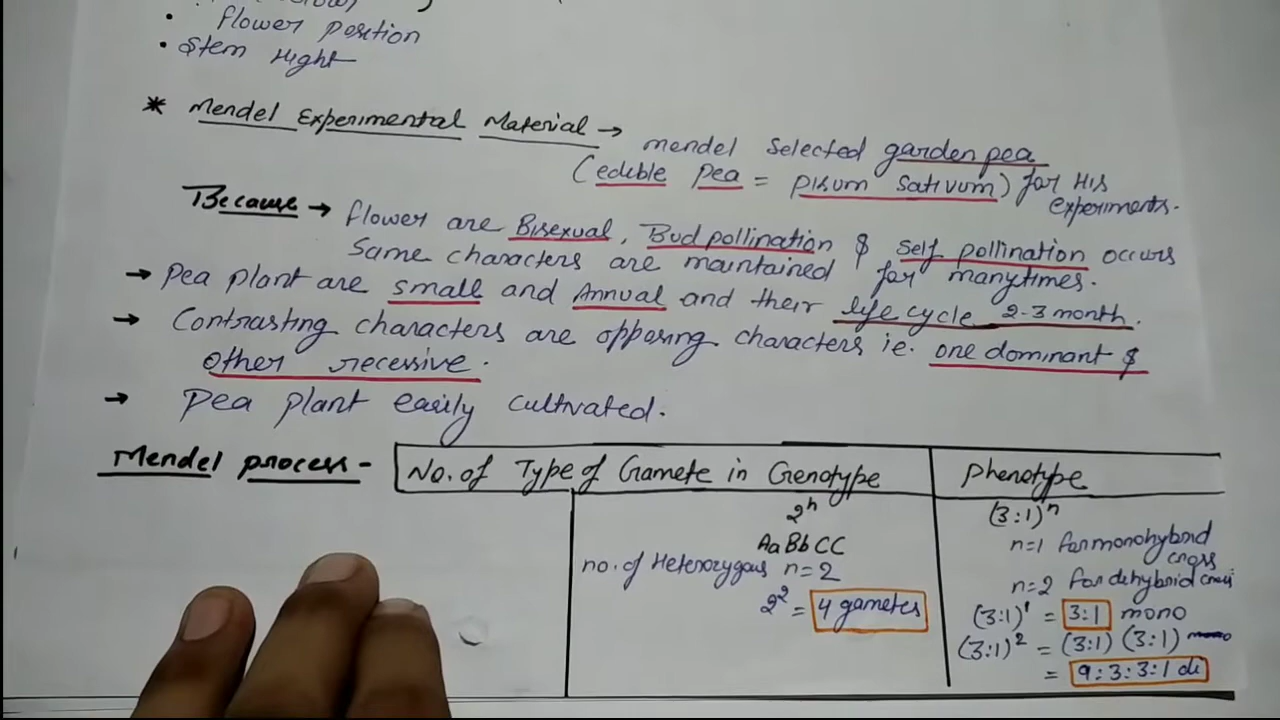 • flower position
• Stem Hight
* Mendel Experimental Material → mendel selected garden pea
(edible pea = pisum sativum) for His
experiments.
Because → flower are Bisexual, Bud pollination & self pollination occurs
same characters are maintained for manytimes.
→ Pea plant are small and Annual and their life cycle 2-3 month.
→ Contrasting characters are opposing characters ie. one dominant &
other recessive.
→ Pea plant easily cultivated.
Mendel process-
No. of Type of Gamete in Genotype
2ⁿ
AaBbCC
no. of Heterozygous n=2
2² = 4 gametes
Phenotype
(3:1)ⁿ
n=1 for monohybrid
cross
n=2 for dehybrid cross
(3:1)¹ = 3:1 mono
(3:1)² = (3:1) (3:1) mono
= 9:3:3:1 di